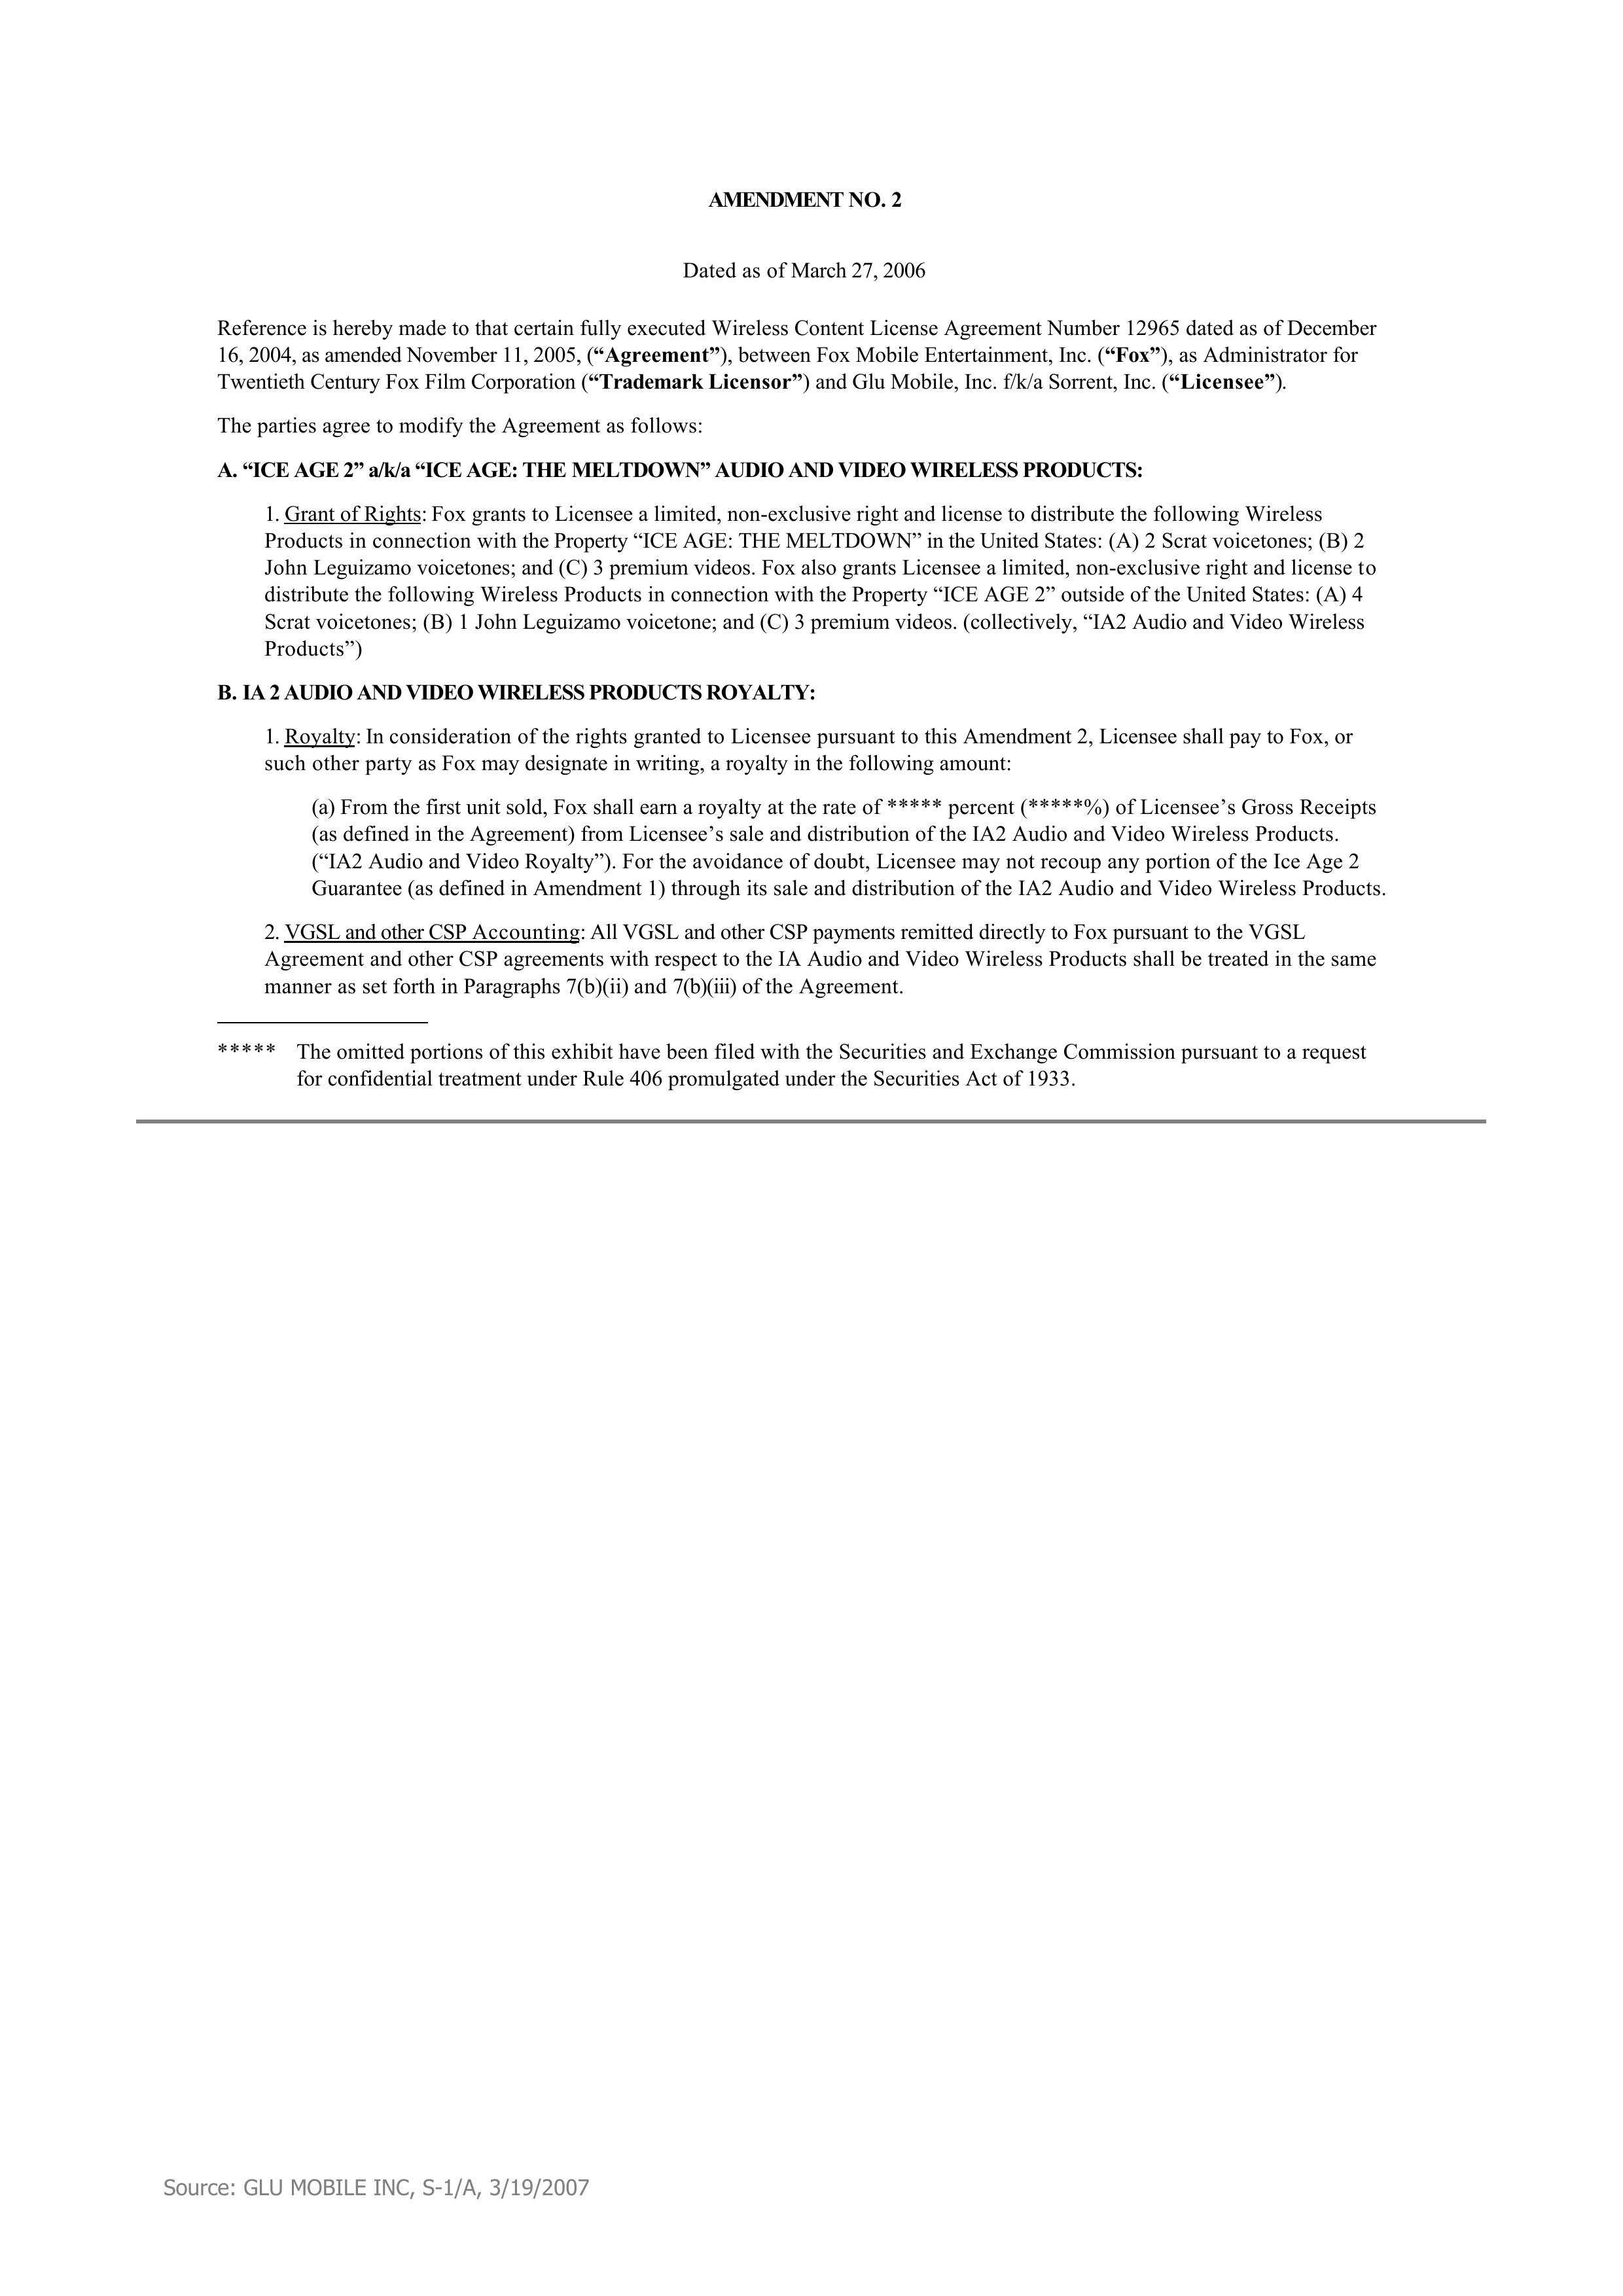 AMENDMENT NO. 2
Dated as of March 27, 2006
Reference is hereby made to that certain fully executed Wireless Content License Agreement Number 12965 dated as of December
16, 2004, as amended November 11, 2005, (“Agreement”), between Fox Mobile Entertainment, Inc. (“Fox”), as Administrator for
Twentieth Century Fox Film Corporation (“Trademark Licensor”) and Glu Mobile, Inc. f/k/a Sorrent, Inc. (“Licensee”).
The parties agree to modify the Agreement as follows:
A. “ICE AGE 2” a/k/a “ICE AGE: THE MELTDOWN” AUDIO AND VIDEO WIRELESS PRODUCTS:
1. Grant of Rights: Fox grants to Licensee a limited, non-exclusive right and license to distribute the following Wireless
Products in connection with the Property “ICE AGE: THE MELTDOWN” in the United States: (A) 2 Scrat voicetones; (B) 2
John Leguizamo voicetones; and (C) 3 premium videos. Fox also grants Licensee a limited, non-exclusive right and license to
distribute the following Wireless Products in connection with the Property “ICE AGE 2” outside of the United States: (A) 4
Scrat voicetones; (B) 1 John Leguizamo voicetone; and (C) 3 premium videos. (collectively, “IA2 Audio and Video Wireless
Products”)
B. IA 2 AUDIO AND VIDEO WIRELESS PRODUCTS ROYALTY:
1. Royalty: In consideration of the rights granted to Licensee pursuant to this Amendment 2, Licensee shall pay to Fox, or
such other party as Fox may designate in writing, a royalty in the following amount:
(a) From the first unit sold, Fox shall earn a royalty at the rate of ***** percent (*****%) of Licensee’s Gross Receipts
(as defined in the Agreement) from Licensee’s sale and distribution of the IA2 Audio and Video Wireless Products.
(“IA2 Audio and Video Royalty”). For the avoidance of doubt, Licensee may not recoup any portion of the Ice Age 2
Guarantee (as defined in Amendment 1) through its sale and distribution of the IA2 Audio and Video Wireless Products.
2. VGSL and other CSP Accounting: All VGSL and other CSP payments remitted directly to Fox pursuant to the VGSL
Agreement and other CSP agreements with respect to the IA Audio and Video Wireless Products shall be treated in the same
manner as set forth in Paragraphs 7(b)(ii) and 7(b)(iii) of the Agreement.
***** The omitted portions of this exhibit have been filed with the Securities and Exchange Commission pursuant to a request
for confidential treatment under Rule 406 promulgated under the Securities Act of 1933.
Source: GLU MOBILE INC, S-1/A, 3/19/2007